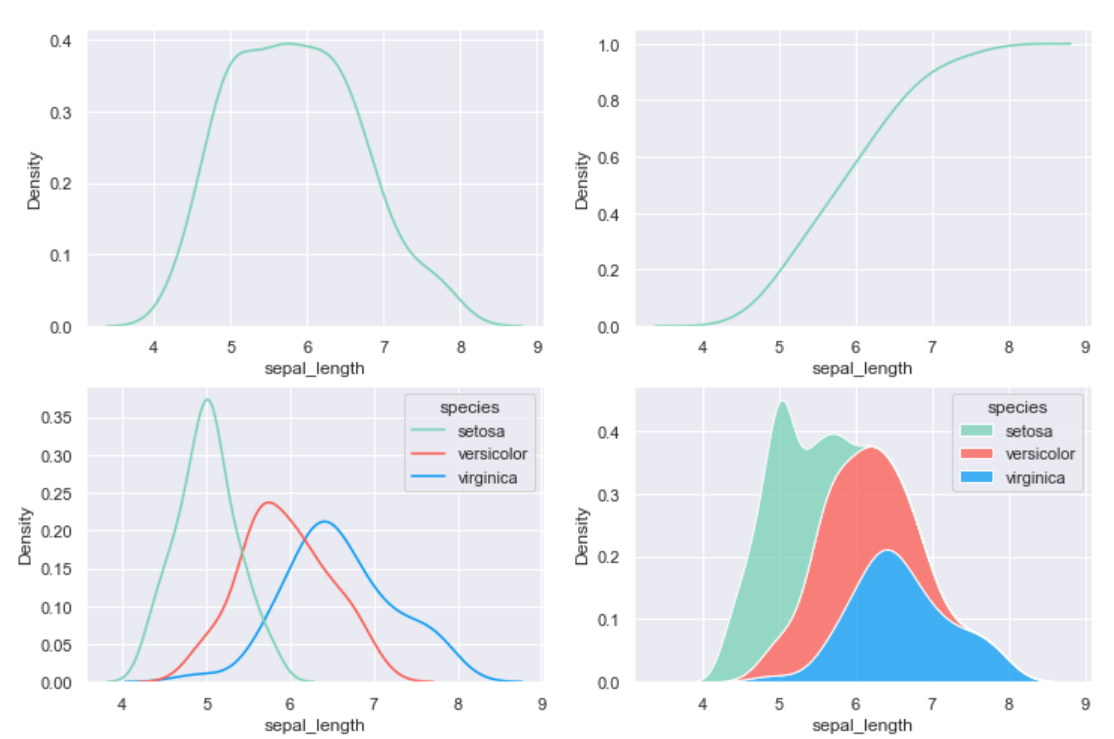 0.4
0.3
0.2
0.1
0.0
Density
4 5 6 7 8 9
sepal_length
1.0
0.8
0.6
0.4
0.2
0.0
Density
4 5 6 7 8 9
sepal_length
0.35
0.30
0.25
0.20
0.15
0.10
0.05
0.00
Density
species
setosa
versicolor
virginica
4 5 6 7 8 9
sepal_length
0.4
0.3
0.2
0.1
0.0
Density
species
setosa
versicolor
virginica
4 5 6 7 8 9
sepal_length